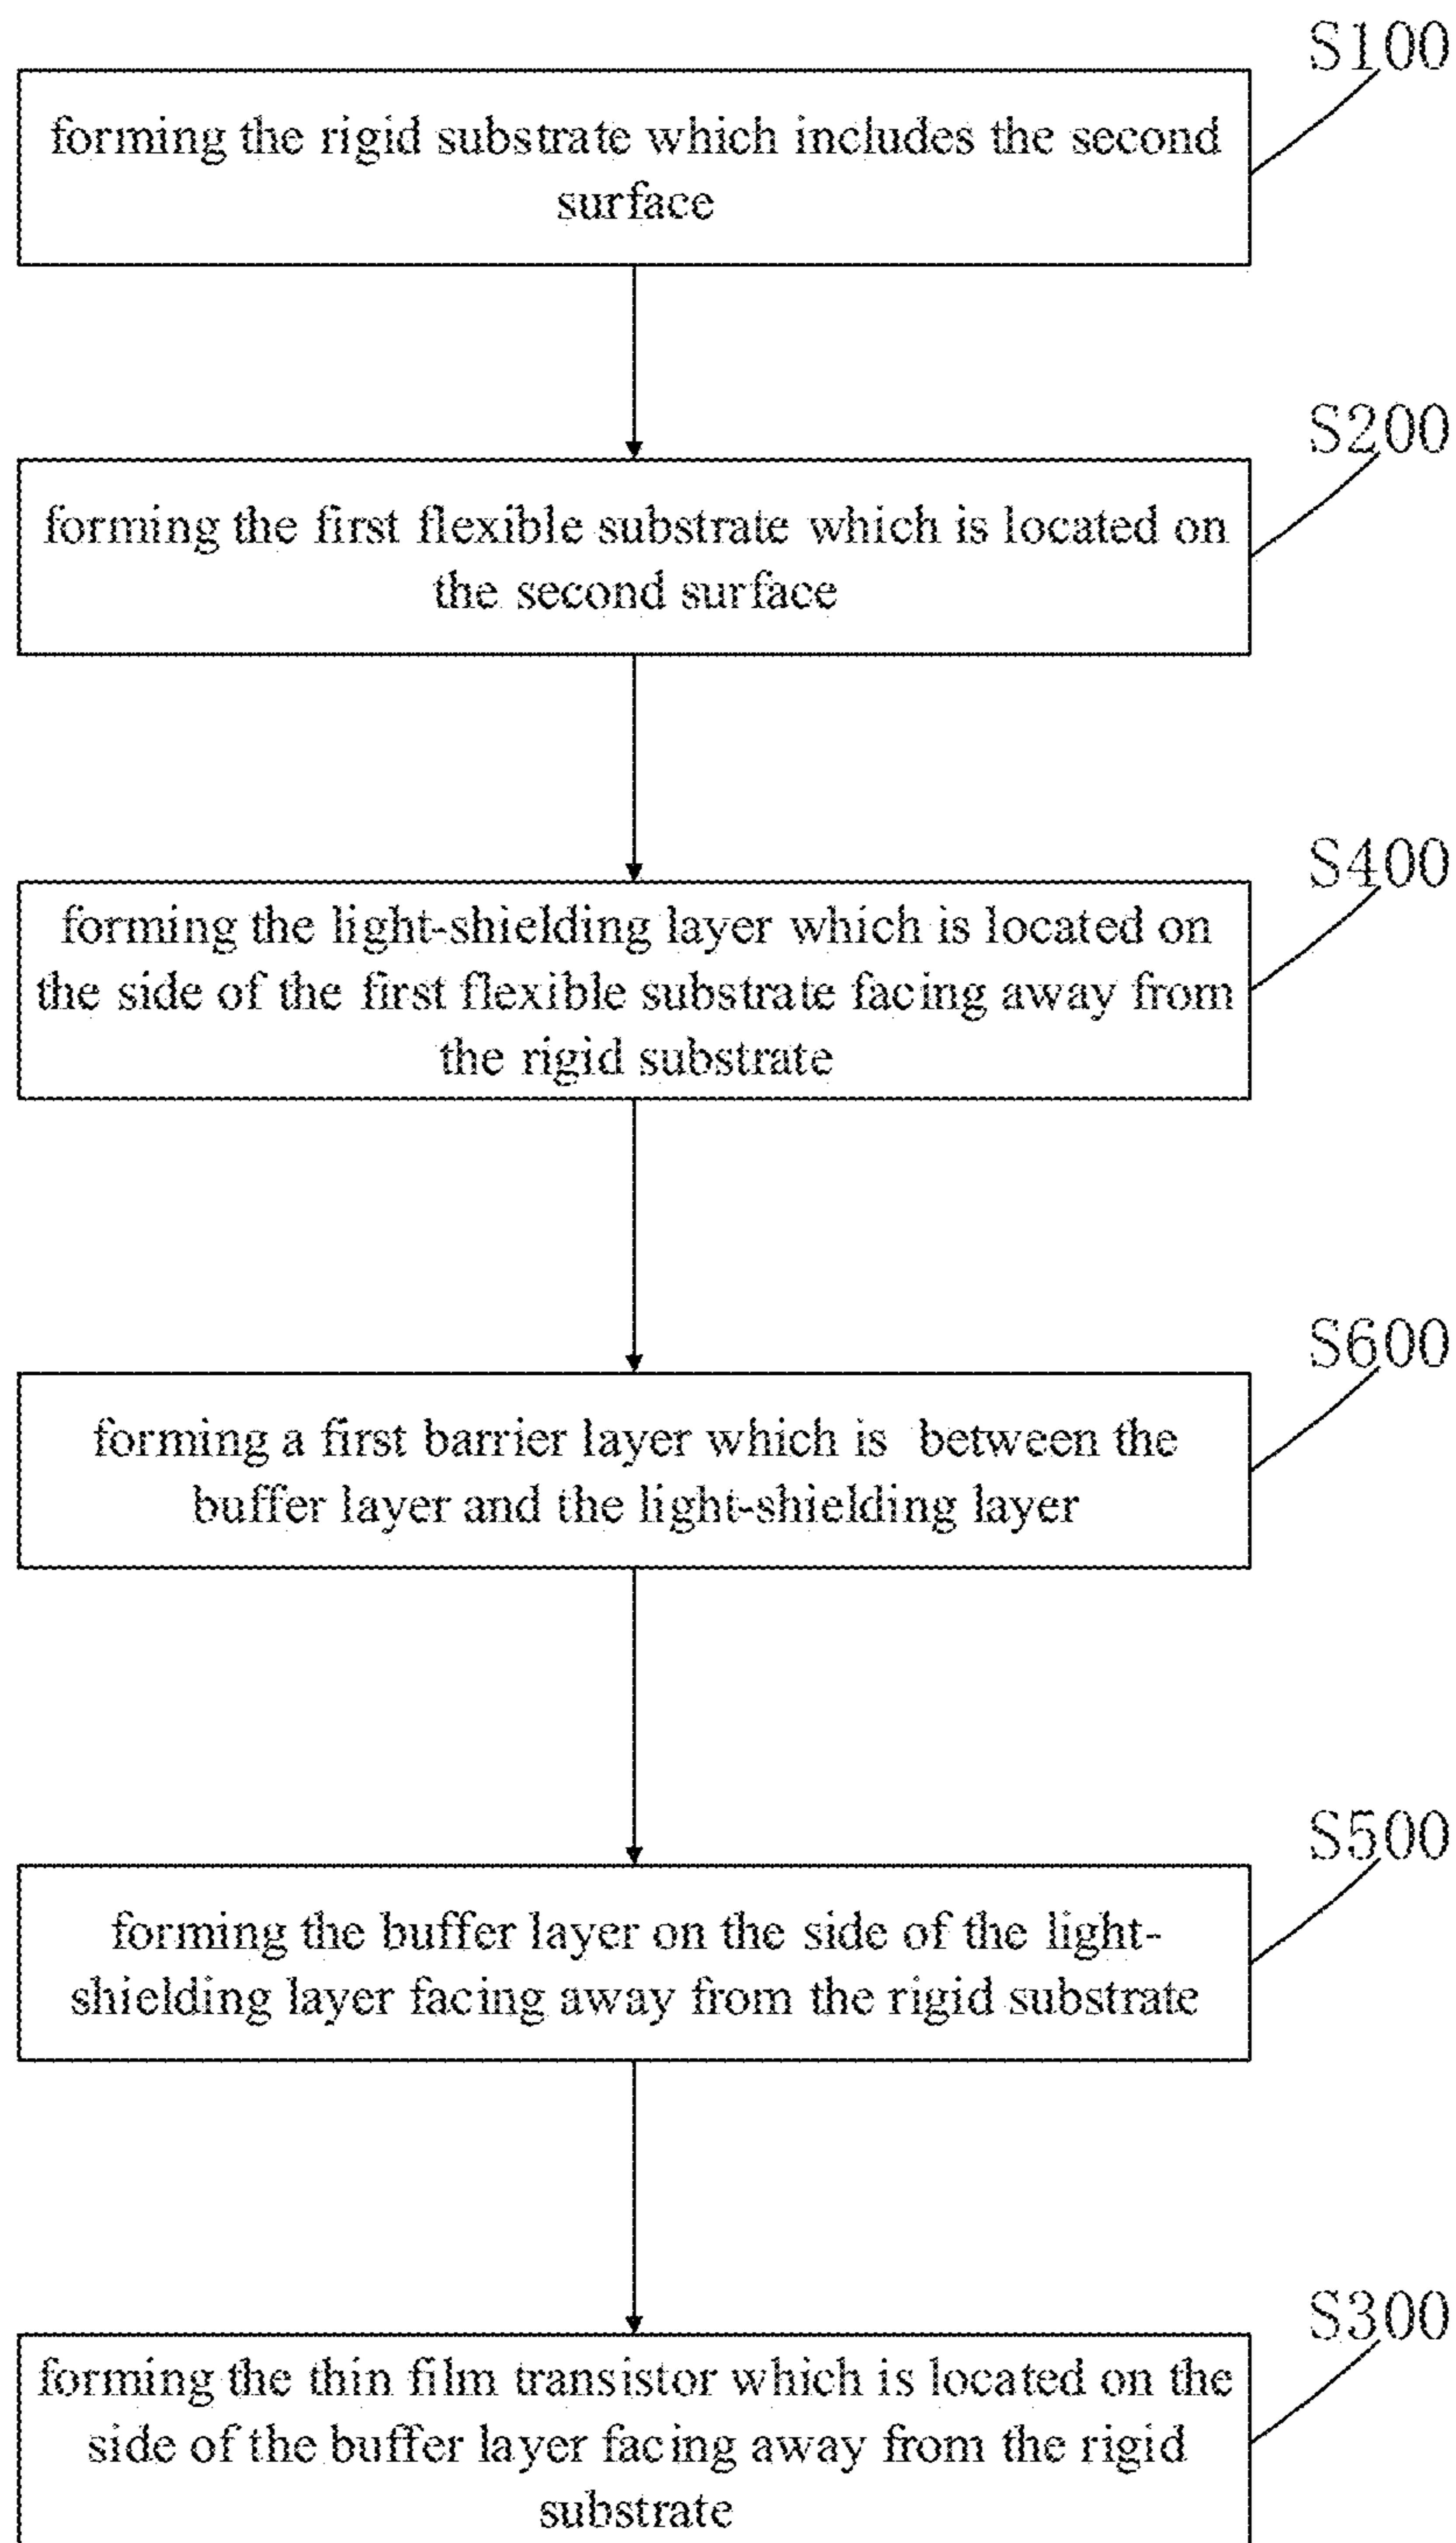 S100
forming the rigid substrate which includes the second
surface
S200
forming the first flexible substrate which is located on
the second surface
S400
forming the light-shielding layer which is located on
the side of the first flexible substrate facing away from
the rigid substrate
S600
forming a first barrier layer which is between the
buffer layer and the light-shielding layer
S500
forming the buffer layer on the side of the light-
shielding layer facing away from the rigid substrate
S300
forming the thin film transistor which is located on the
side of the buffer layer facing away from the rigid
substrate